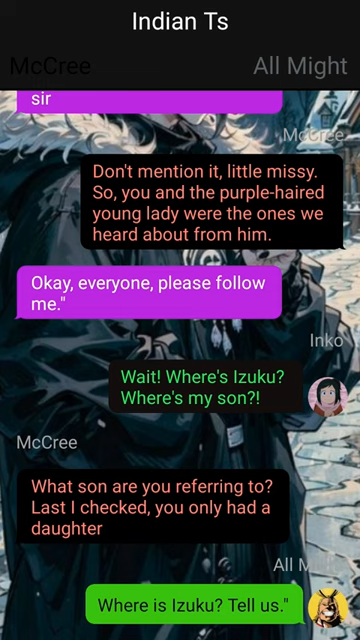 Indian Ts
McCree
All Might
sir
McCree
Don't mention it, little missy.
So, you and the purple-haired
young lady were the ones we
heard about from him.
Okay, everyone, please follow
me."
Inko
Wait! Where's Izuku?
Where's my son?!
McCree
What son are you referring to?
Last I checked, you only had a
daughter
All M
Where is Izuku? Tell us."